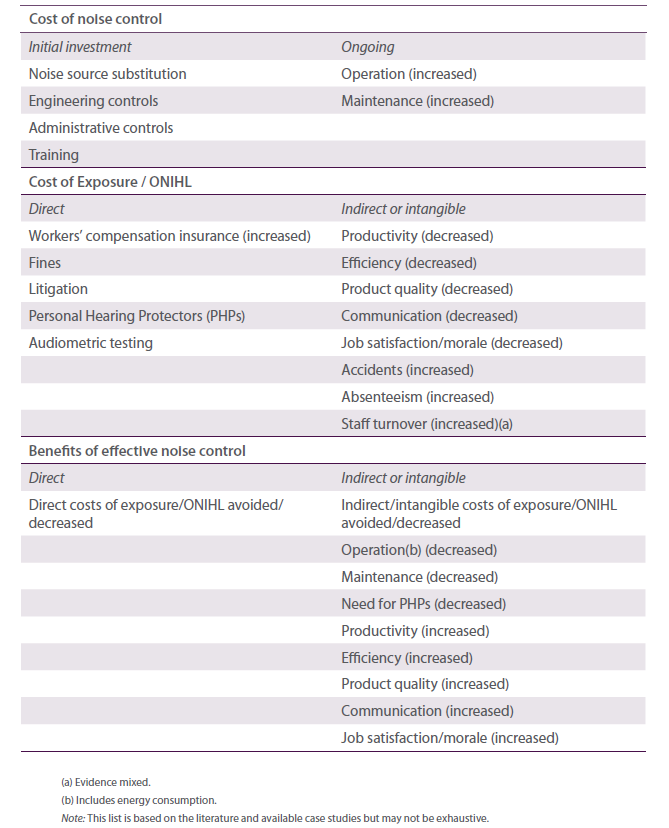 Cost of noise control
Initial investment Ongoing
Noise source substitution Operation (increased)
Engineering controls Maintenance (increased)
Administrative controls
Training
Cost of Exposure / ONIHL
Direct Indirect or intangible
Workers’ compensation insurance (increased) Productivity (decreased)
Fines Efficiency (decreased)
Litigation Product quality (decreased)
Personal Hearing Protectors (PHPs) Communication (decreased)
Audiometric testing Job satisfaction/morale (decreased)
Accidents (increased)
Absenteeism (increased)
Staff turnover (increased)(a)
Benefits of effective noise control
Direct Indirect or intangible
Direct costs of exposure/ONIHL avoided/ Indirect/intangible costs of exposure/ONIHL
decreased avoided/decreased
Operation(b) (decreased)
Maintenance (decreased)
Need for PHPs (decreased)
Productivity (increased)
Efficiency (increased)
Product quality (increased)
Communication (increased)
Job satisfaction/morale (increased)
(a) Evidence mixed.
(b) Includes energy consumption.
Note: This list is based on the literature and available case studies but may not be exhaustive.